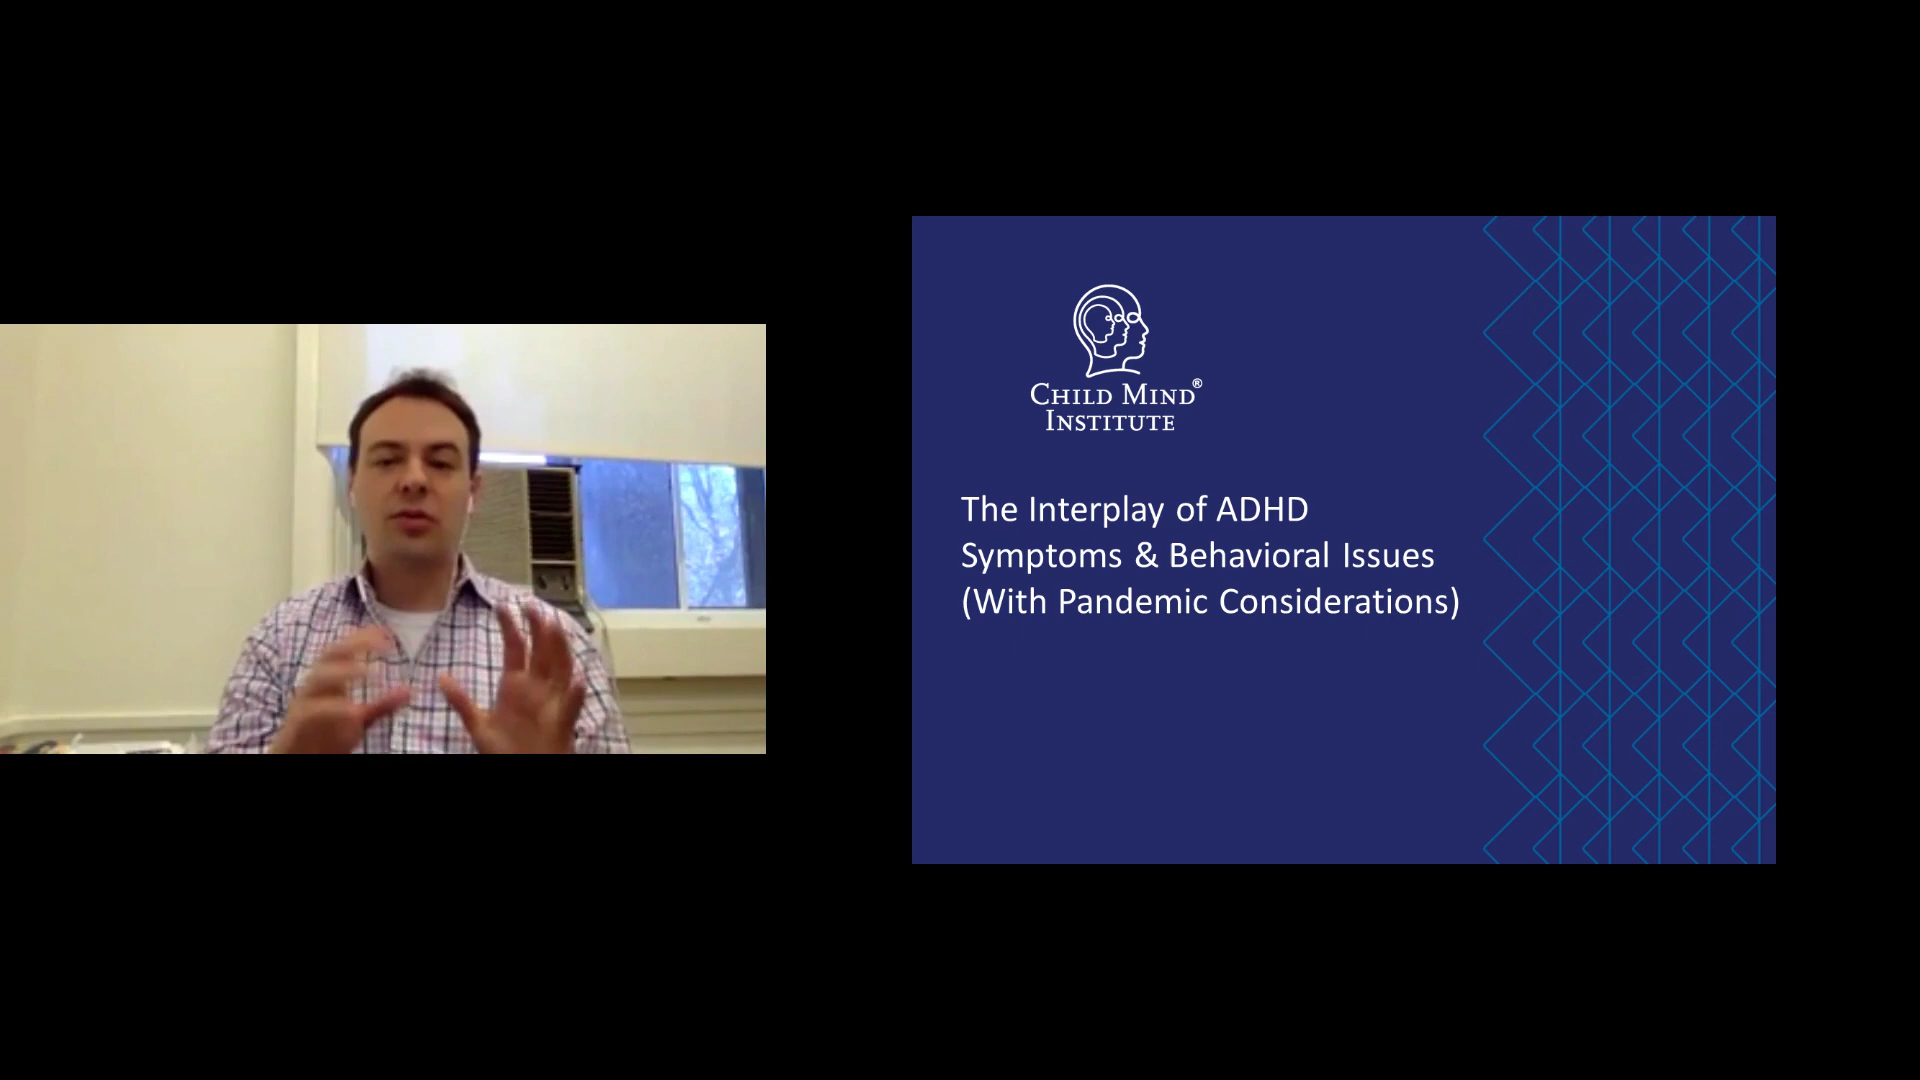 CHILD MIND®
INSTITUTE
The Interplay of ADHD
Symptoms & Behavioral Issues
(With Pandemic Considerations)